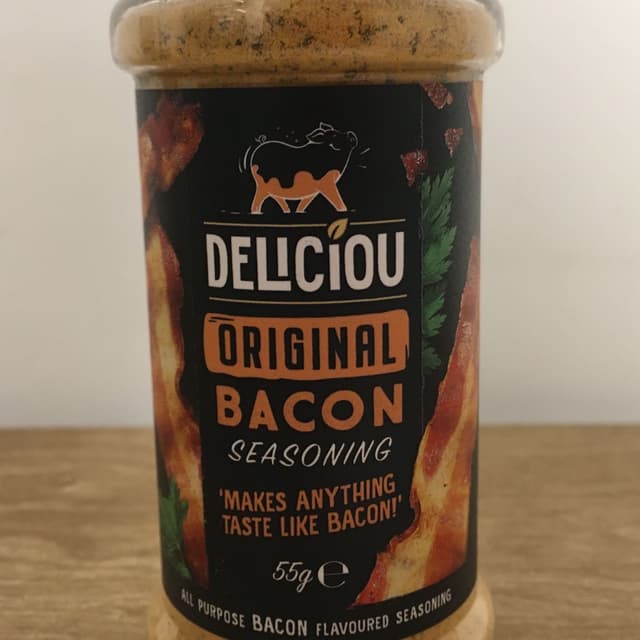 DELICIOU
ORIGINAL
BACON
SEASONING
'MAKES ANYTHING
TASTE LIKE BACON!'
55g ℮
ALL PURPOSE BACON FLAVOURED SEASONING